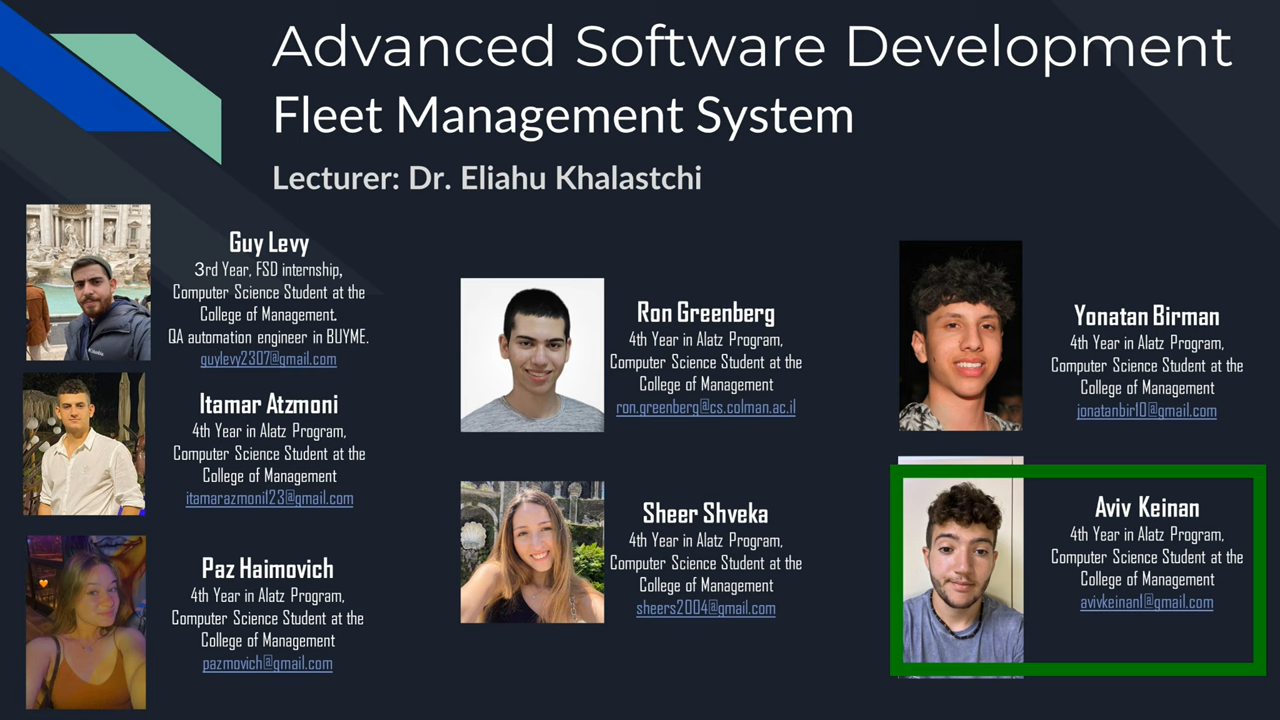 Advanced Software Development
Fleet Management System
Lecturer: Dr. Eliahu Khalastchi
Guy Levy
3rd Year, FSD internship,
Computer Science Student at the
College of Management.
QA automation engineer in BUYME.
guylevy2307@gmail.com
Itamar Atzmoni
4th Year in Alatz Program,
Computer Science Student at the
College of Management
itamarazmoni123@gmail.com
Paz Haimovich
4th Year in Alatz Program,
Computer Science Student at the
College of Management
pazmovich@gmail.com
Ron Greenberg
4th Year in Alatz Program,
Computer Science Student at the
College of Management
ron.greenberg@cs.colman.ac.il
Sheer Shveka
4th Year in Alatz Program,
Computer Science Student at the
College of Management
sheers2004@gmail.com
Yonatan Birman
4th Year in Alatz Program,
Computer Science Student at the
College of Management
jonatanbir10@gmail.com
Aviv Keinan
4th Year in Alatz Program,
Computer Science Student at the
College of Management
avivkeinan1@gmail.com